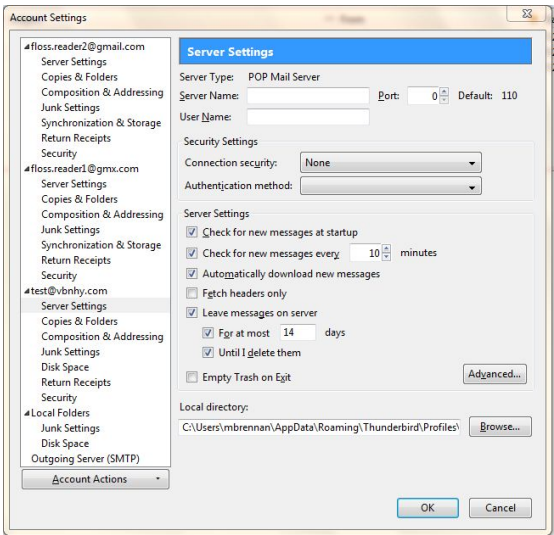 Account Settings
floss.reader2@gmail.com
Server Settings
Copies & Folders
Composition & Addressing
Junk Settings
Synchronization & Storage
Return Receipts
Security
floss.reader1@gmx.com
Server Settings
Copies & Folders
Composition & Addressing
Junk Settings
Synchronization & Storage
Return Receipts
Security
test@vbnhy.com
Server Settings
Copies & Folders
Composition & Addressing
Junk Settings
Disk Space
Return Receipts
Security
Local Folders
Junk Settings
Disk Space
Outgoing Server (SMTP)
Account Actions
Server Settings
Server Type: POP Mail Server
Server Name: Port: 0 Default: 110
User Name:
Security Settings
Connection security: None
Authentication method:
Server Settings
Check for new messages at startup
Check for new messages every 10 minutes
Automatically download new messages
Fetch headers only
Leave messages on server
For at most 14 days
Until I delete them
Empty Trash on Exit Advanced...
Local directory:
C:\Users\mbrennan\AppData\Roaming\Thunderbird\Profiles\ Browse...
OK Cancel